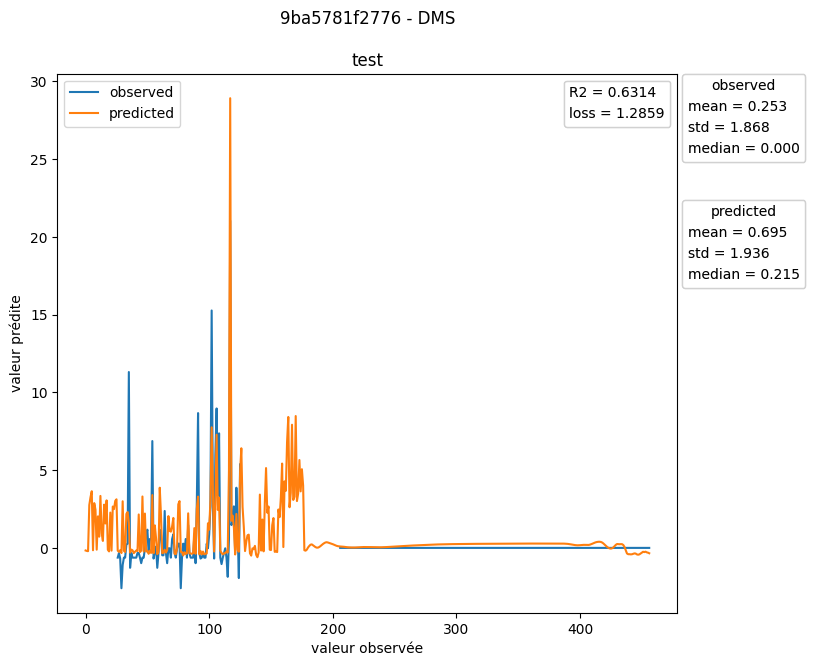 9ba5781f2776 - DMS
test
observed
predicted
R2 = 0.6314
loss = 1.2859
observed
mean = 0.253
std = 1.868
median = 0.000
predicted
mean = 0.695
std = 1.936
median = 0.215
valeur prédite
30
25
20
15
10
5
0
0
100
200
300
400
valeur observée